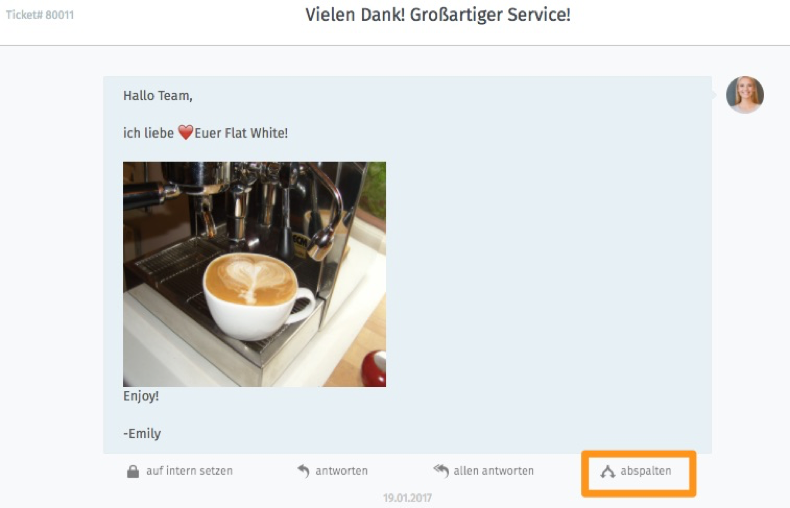 Ticket# 80011
Vielen Dank! Großartiger Service!
Hallo Team,
ich liebe ❤️Euer Flat White!
Enjoy!
-Emily
auf intern setzen
antworten
allen antworten
abspalten
19.01.2017